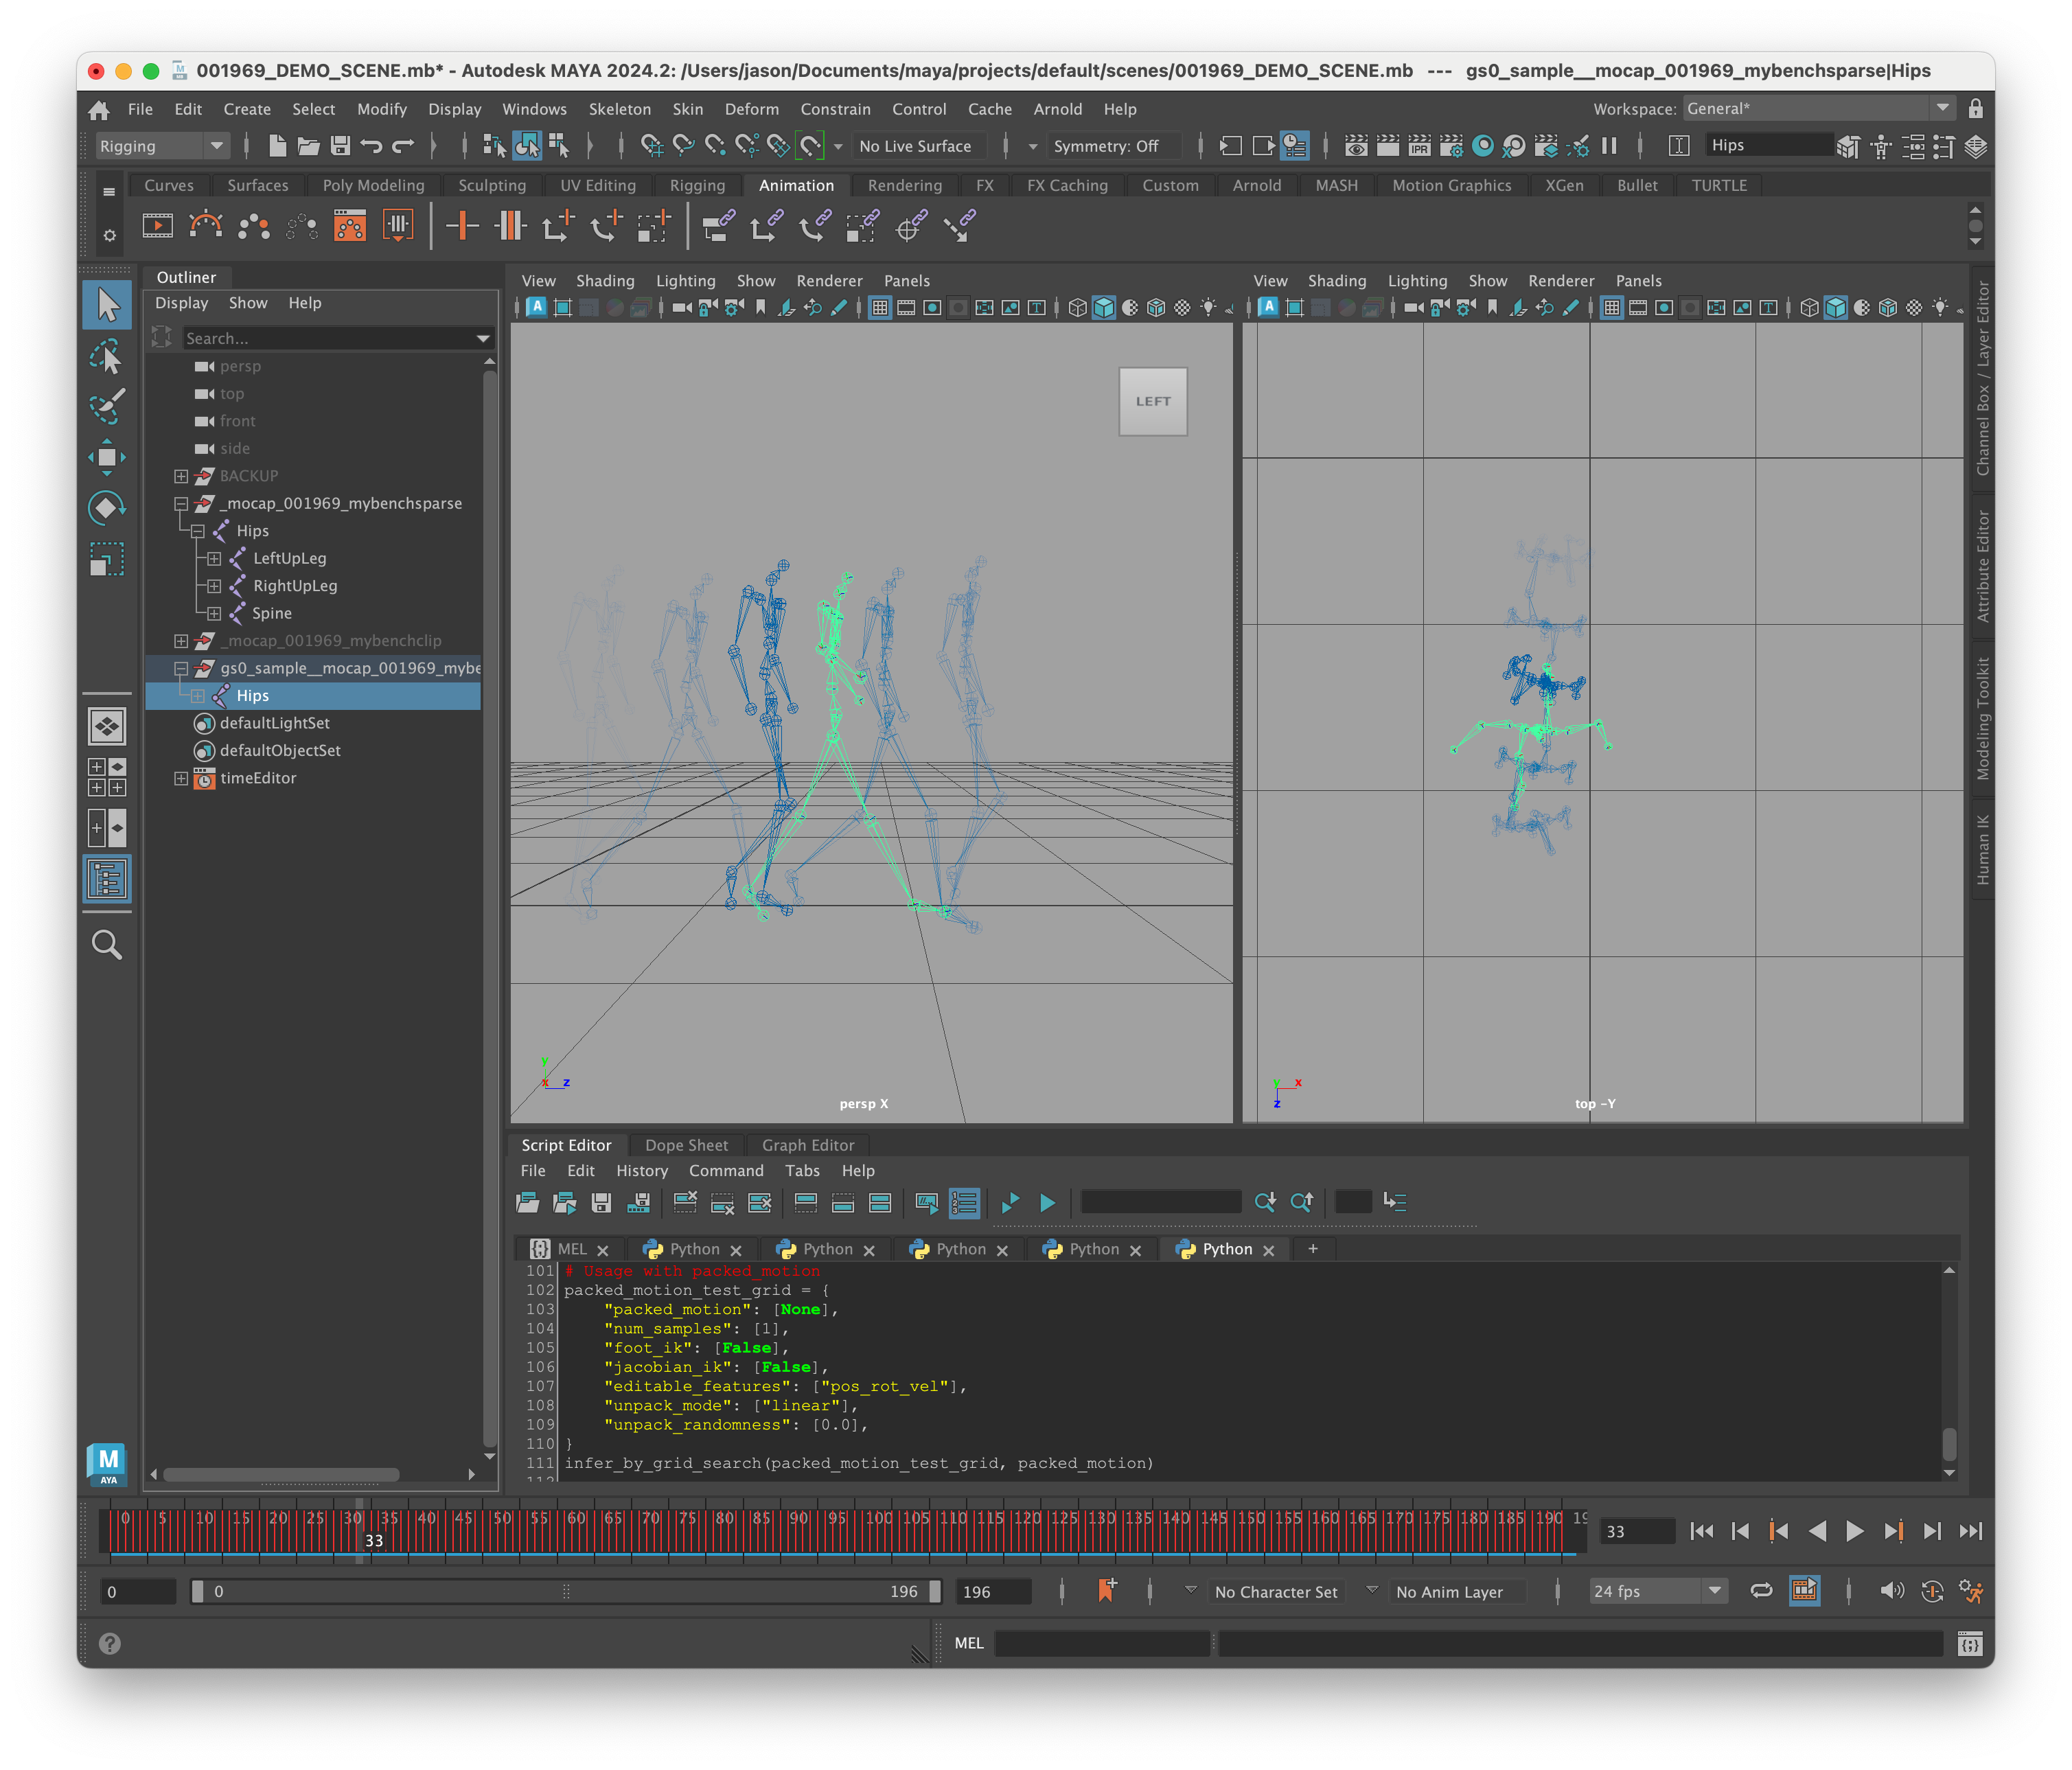 001969_DEMO_SCENE.mb* - Autodesk MAYA 2024.2: /Users/jason/Documents/maya/projects/default/scenes/001969_DEMO_SCENE.mb --- gs0_sample__mocap_001969_mybenchsparse|Hips
File Edit Create Select Modify Display Windows Skeleton Skin Deform Constrain Control Cache Arnold Help Workspace: General*
Rigging No Live Surface Symmetry: Off IPR Hips
Curves Surfaces Poly Modeling Sculpting UV Editing Rigging Animation Rendering FX FX Caching Custom Arnold MASH Motion Graphics XGen Bullet TURTLE
Outliner
Display Show Help
Search...
persp
top
front
side
BACKUP
_mocap_001969_mybenchsparse
Hips
LeftUpLeg
RightUpLeg
Spine
_mocap_001969_mybenchclip
gs0_sample__mocap_001969_mybe
Hips
defaultLightSet
defaultObjectSet
timeEditor
M
AYA
View Shading Lighting Show Renderer Panels
LEFT
y
x z
persp X
View Shading Lighting Show Renderer Panels
y x
z
top -Y
Channel Box / Layer Editor
Attribute Editor
Modeling Toolkit
Human IK
Script Editor Dope Sheet Graph Editor
File Edit History Command Tabs Help
MEL Python Python Python Python Python +
101 # Usage with packed_motion
102 packed_motion_test_grid = {
103 "packed_motion": [None],
104 "num_samples": [1],
105 "foot_ik": [False],
106 "jacobian_ik": [False],
107 "editable_features": ["pos_rot_vel"],
108 "unpack_mode": ["linear"],
109 "unpack_randomness": [0.0],
110 }
111 infer_by_grid_search(packed_motion_test_grid, packed_motion)
112
0 5 10 15 20 25 30 35 40 45 50 55 60 65 70 75 80 85 90 95 100 105 110 115 120 125 130 135 140 145 150 155 160 165 170 175 180 185 190 19
33
33
0 0 196 196 No Character Set No Anim Layer 24 fps
MEL